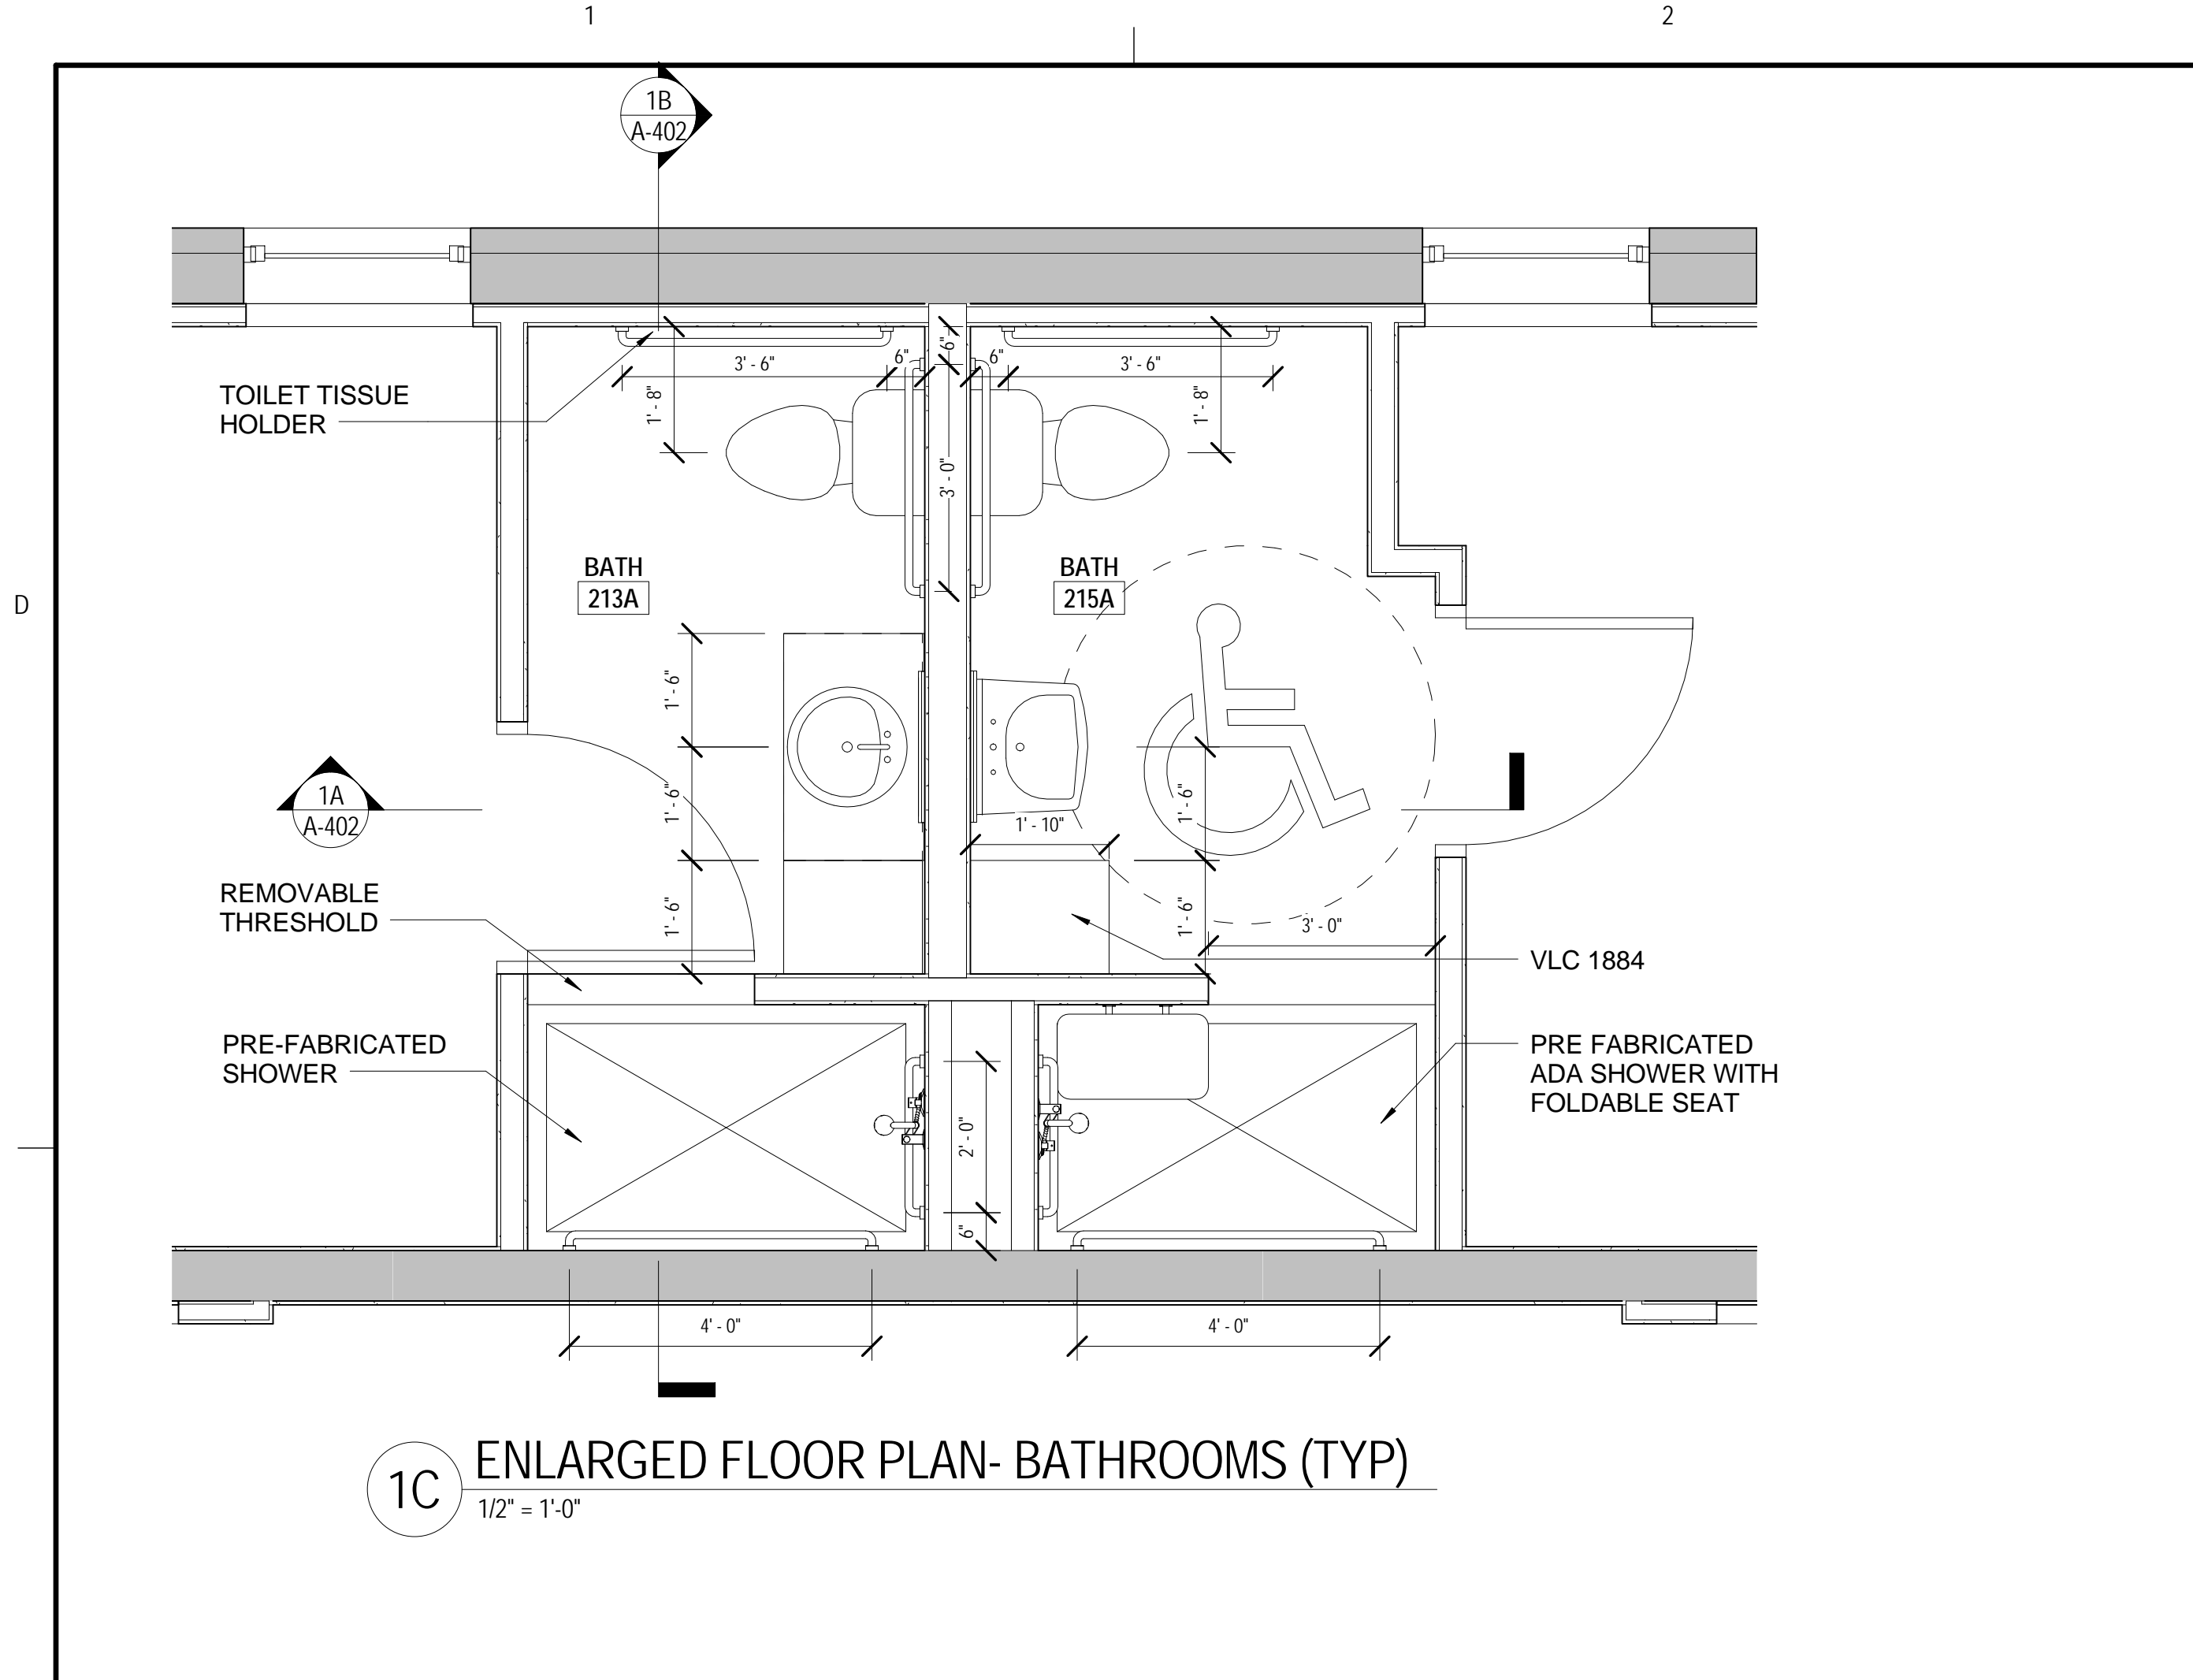 1
2
1B
A-402
6"
3' - 6"
6"
6"
3' - 6"
1' - 8"
1' - 8"
TOILET TISSUE
HOLDER
3' - 0"
BATH
213A
BATH
215A
D
1' - 6"
1' - 6"
1' - 6"
1A
A-402
1' - 10"
REMOVABLE
THRESHOLD
1' - 6"
1' - 6"
3' - 0"
VLC 1884
PRE-FABRICATED
SHOWER
PRE FABRICATED
ADA SHOWER WITH
FOLDABLE SEAT
2' - 0"
6"
4' - 0"
4' - 0"
1C
ENLARGED FLOOR PLAN- BATHROOMS (TYP)
1/2" = 1'-0"